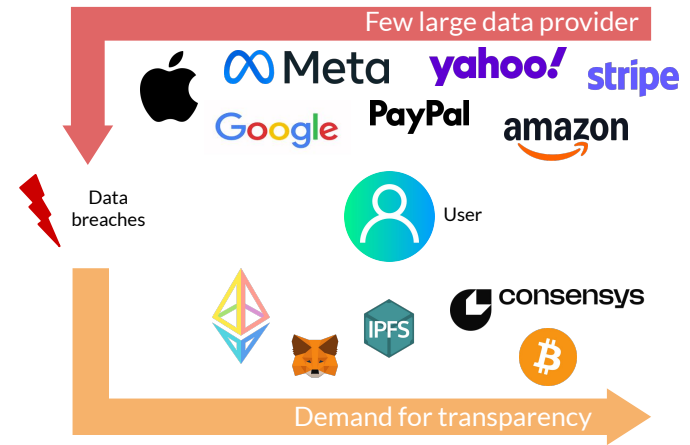 Few large data provider
Meta
yahoo!
stripe
Google
PayPal
amazon
Data
breaches
User
consensys
IPFS
Demand for transparency